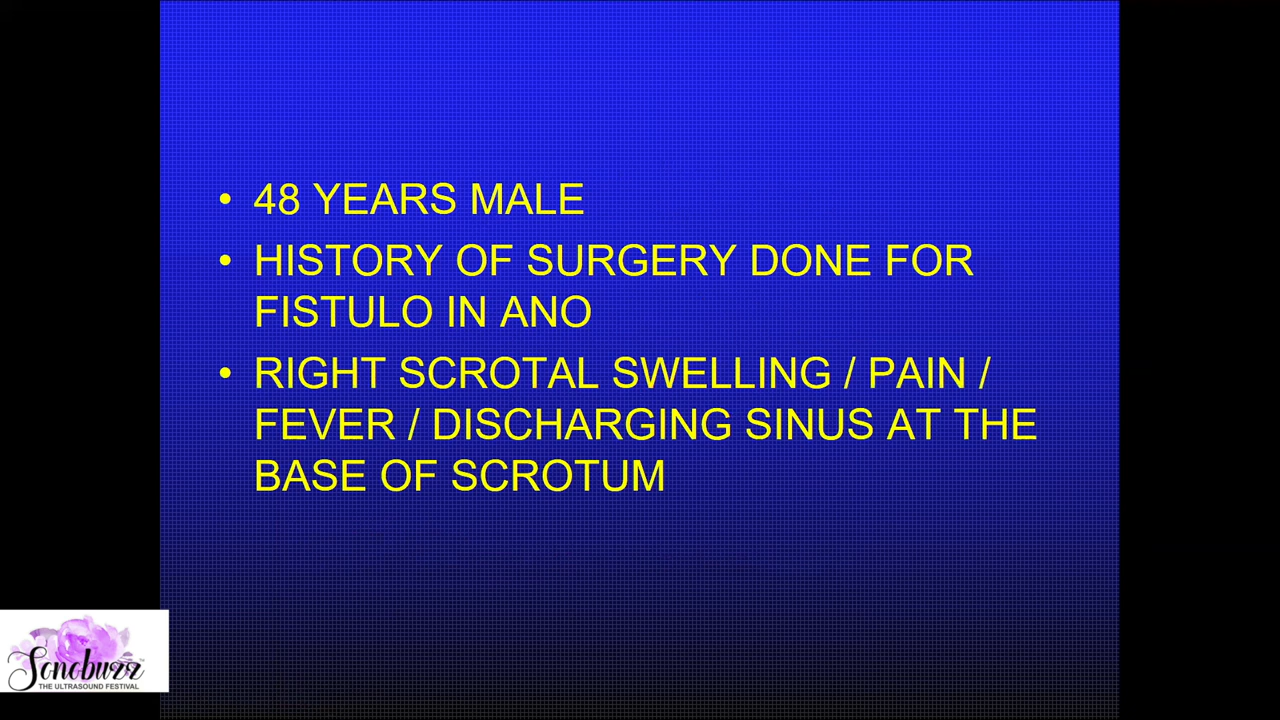 • 48 YEARS MALE
• HISTORY OF SURGERY DONE FOR
FISTULO IN ANO
• RIGHT SCROTAL SWELLING / PAIN /
FEVER / DISCHARGING SINUS AT THE
BASE OF SCROTUM
Sonobuzz
THE ULTRASOUND FESTIVAL